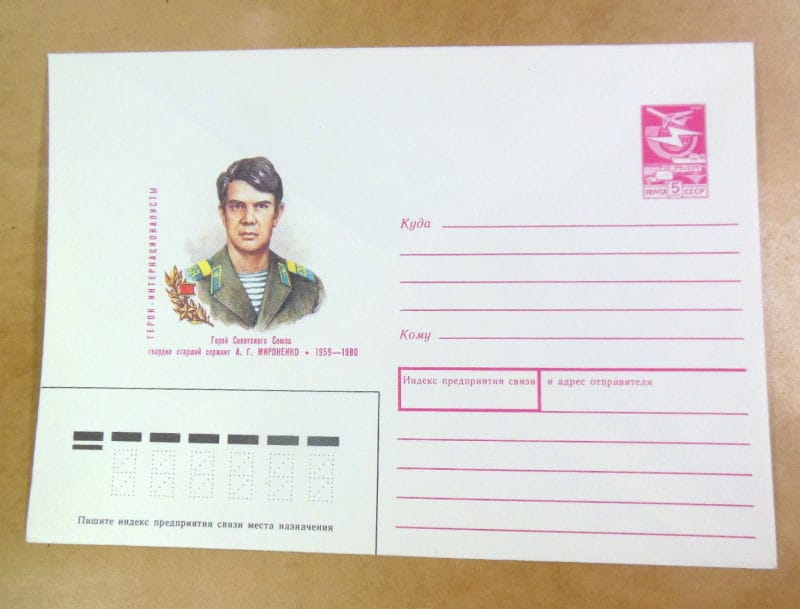 ГЕРОИ-ИНТЕРНАЦИОНАЛИСТЫ
Герой Советского Союза
гвардии старший сержант А. Г. МИРОНЕНКО • 1959—1980
ПОЧТА 5 СССР
Куда
Кому
Индекс предприятия связи и адрес отправителя
Пишите индекс предприятия связи места назначения